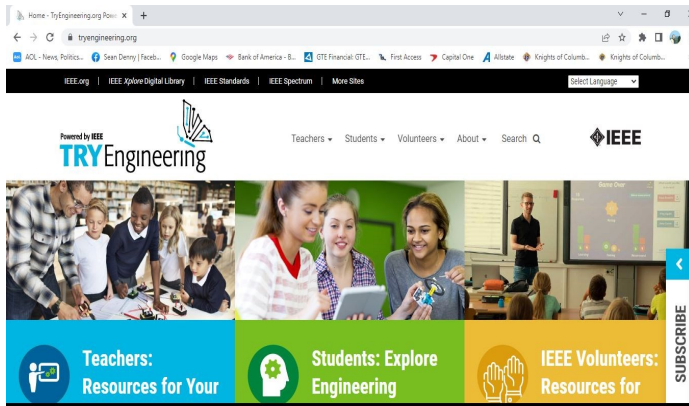 Home - TryEngineering.org Power
tryengineering.org
AOL - News, Politics... Sean Denny | Faceb... Google Maps Bank of America - B... GTE Financial: GTE... First Access Capital One Allstate Knights of Columb... Knights of Columb...
IEEE.org | IEEE Xplore Digital Library | IEEE Standards | IEEE Spectrum | More Sites
Select Language
Powered by IEEE
TRYEngineering
Teachers Students Volunteers About Search
IEEE
SUBSCRIBE
Teachers:
Resources for Your
Students: Explore
Engineering
IEEE Volunteers:
Resources for